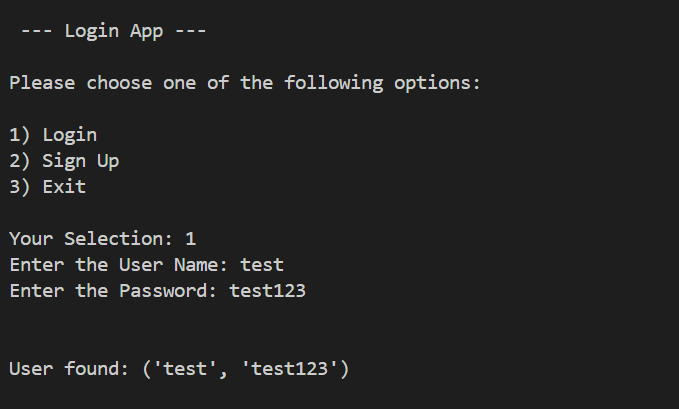 --- Login App ---
Please choose one of the following options:
1) Login
2) Sign Up
3) Exit
Your Selection: 1
Enter the User Name: test
Enter the Password: test123
User found: ('test', 'test123')